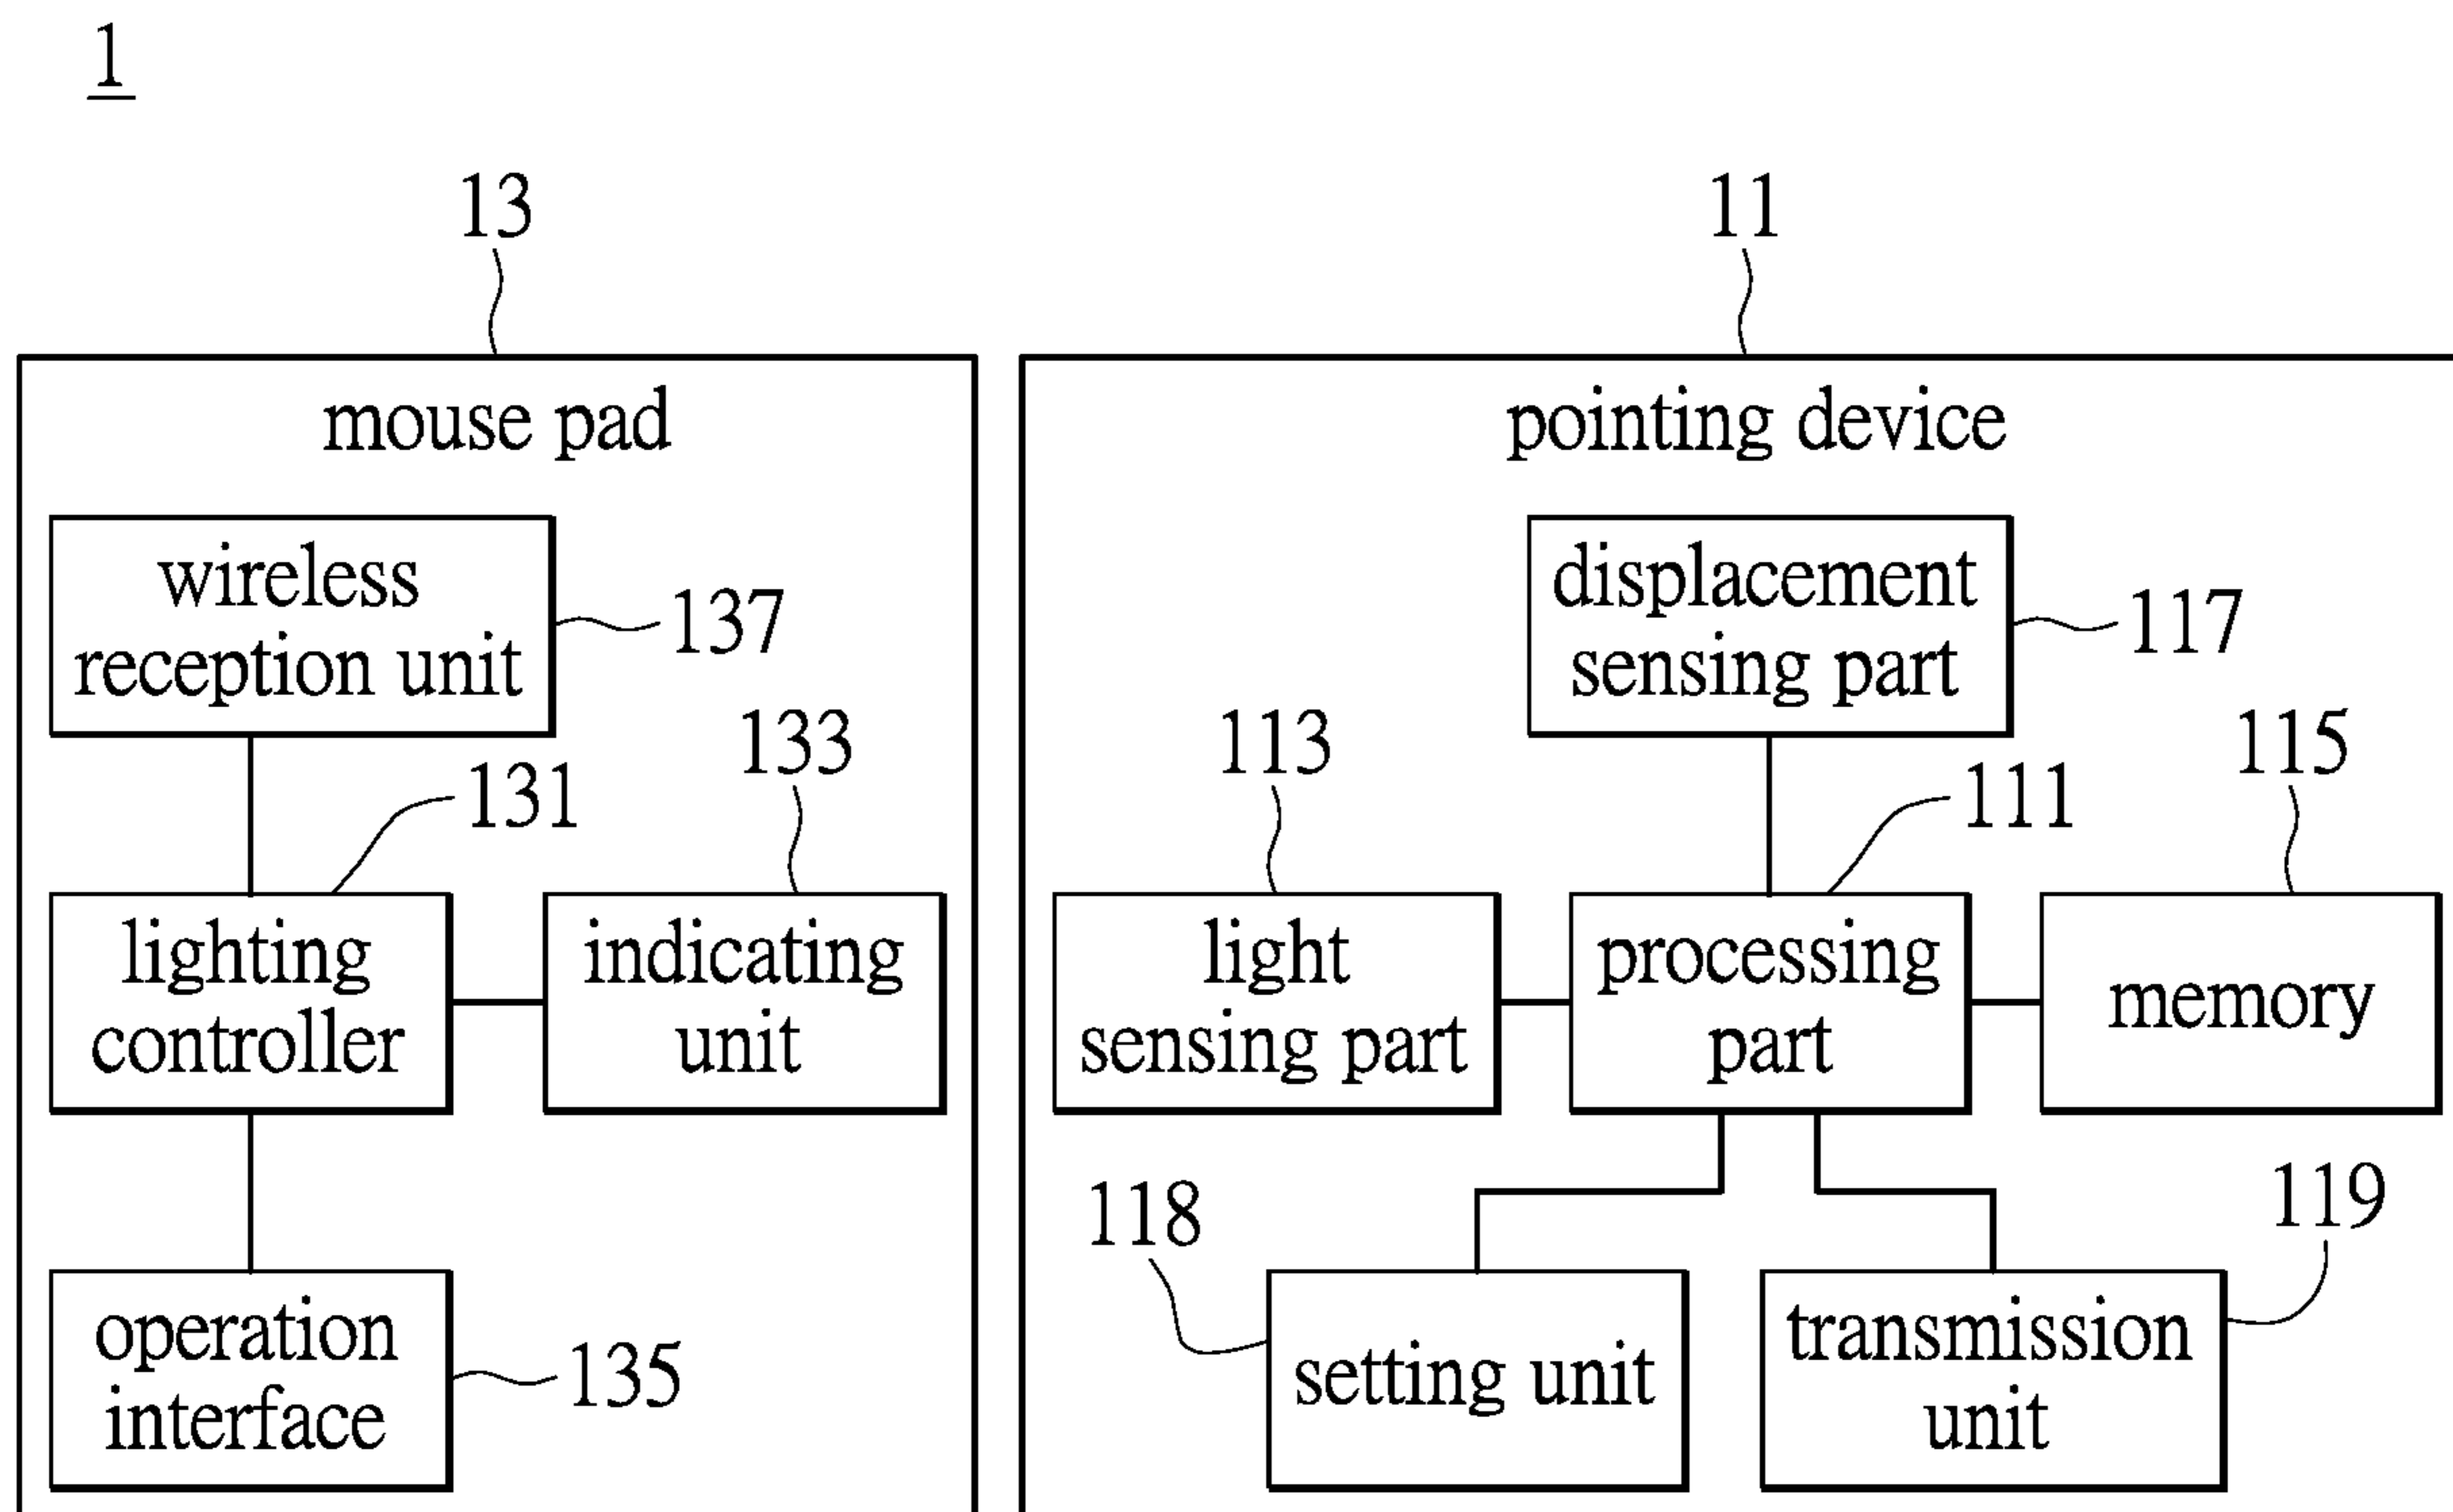 1
13
11
mouse pad
pointing device
wireless
reception unit
137
displacement
sensing part
117
133
131
113
115
111
lighting
controller
indicating
unit
light
sensing part
processing
part
memory
118
119
operation
interface
135
setting unit
transmission
unit